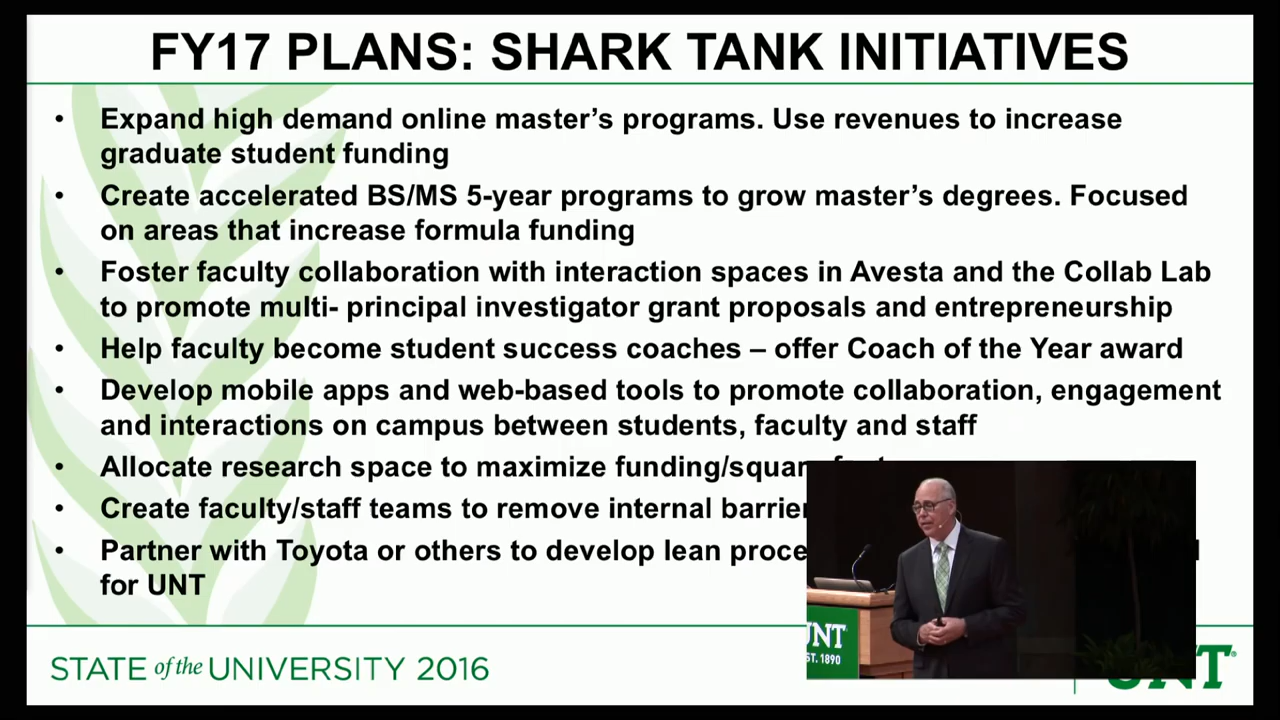 FY17 PLANS: SHARK TANK INITIATIVES
• Expand high demand online master’s programs. Use revenues to increase
graduate student funding
• Create accelerated BS/MS 5-year programs to grow master’s degrees. Focused
on areas that increase formula funding
• Foster faculty collaboration with interaction spaces in Avesta and the Collab Lab
to promote multi- principal investigator grant proposals and entrepreneurship
• Help faculty become student success coaches – offer Coach of the Year award
• Develop mobile apps and web-based tools to promote collaboration, engagement
and interactions on campus between students, faculty and staff
• Allocate research space to maximize
• Create faculty/staff teams to remove internal
• Partner with Toyota or others to develop lean
for UNT
UNT
EST. 1890
STATE of the UNIVERSITY 2016
UNT